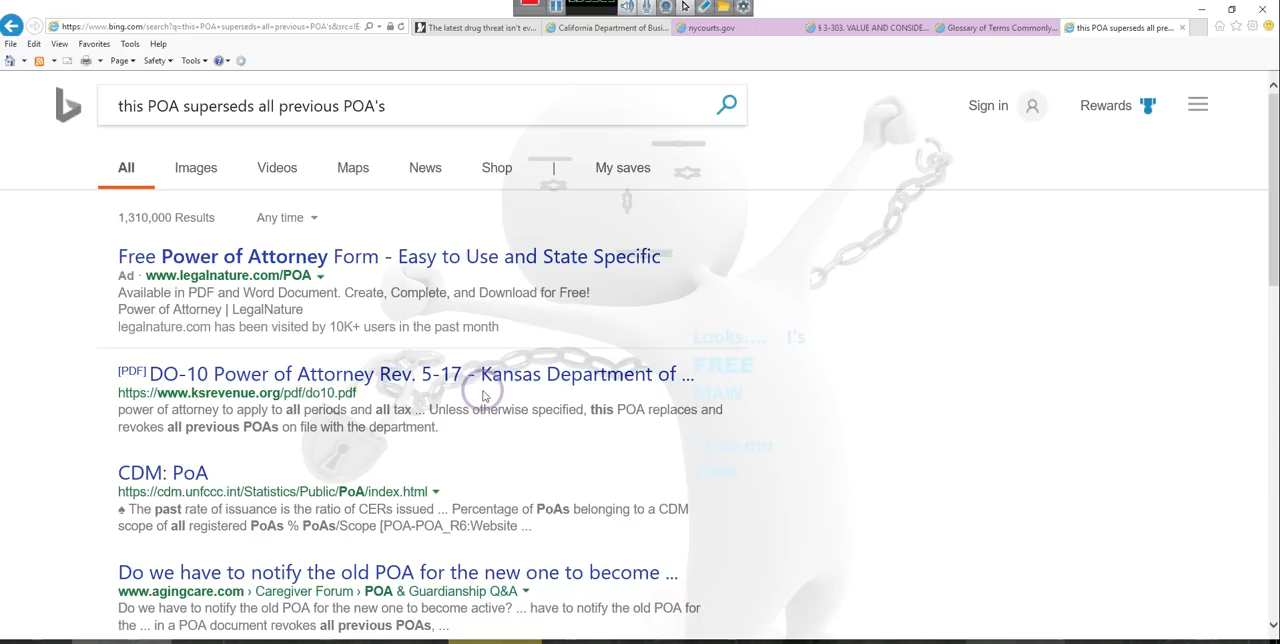 https://www.bing.com/search?q=this+POA+superseds+all+previous+POA's&src=IE-
The latest drug threat isn't ev...
California Department of Busi...
nycourts.gov
§ 3-303. VALUE AND CONSIDE...
Glossary of Terms Commonly...
this POA superseds all pre...
File Edit View Favorites Tools Help
Page Safety Tools
this POA superseds all previous POA's
Sign in
Rewards
All Images Videos Maps News Shop | My saves
1,310,000 Results Any time
Free Power of Attorney Form - Easy to Use and State Specific
Ad · www.legalnature.com/POA
Available in PDF and Word Document. Create, Complete, and Download for Free!
Power of Attorney | LegalNature
legalnature.com has been visited by 10K+ users in the past month
Looks.... I's
FREE
MAW
[PDF] DO-10 Power of Attorney Rev. 5-17 - Kansas Department of ...
https://www.ksrevenue.org/pdf/do10.pdf
power of attorney to apply to all periods and all tax ... Unless otherwise specified, this POA replaces and
revokes all previous POAs on file with the department.
CDM: PoA
https://cdm.unfccc.int/Statistics/Public/PoA/index.html
♠ The past rate of issuance is the ratio of CERs issued ... Percentage of PoAs belonging to a CDM
scope of all registered PoAs % PoAs/Scope [POA-POA_R6:Website ...
Do we have to notify the old POA for the new one to become ...
www.agingcare.com › Caregiver Forum › POA & Guardianship Q&A
Do we have to notify the old POA for the new one to become active? ... have to notify the old POA for
the ... in a POA document revokes all previous POAs, ...